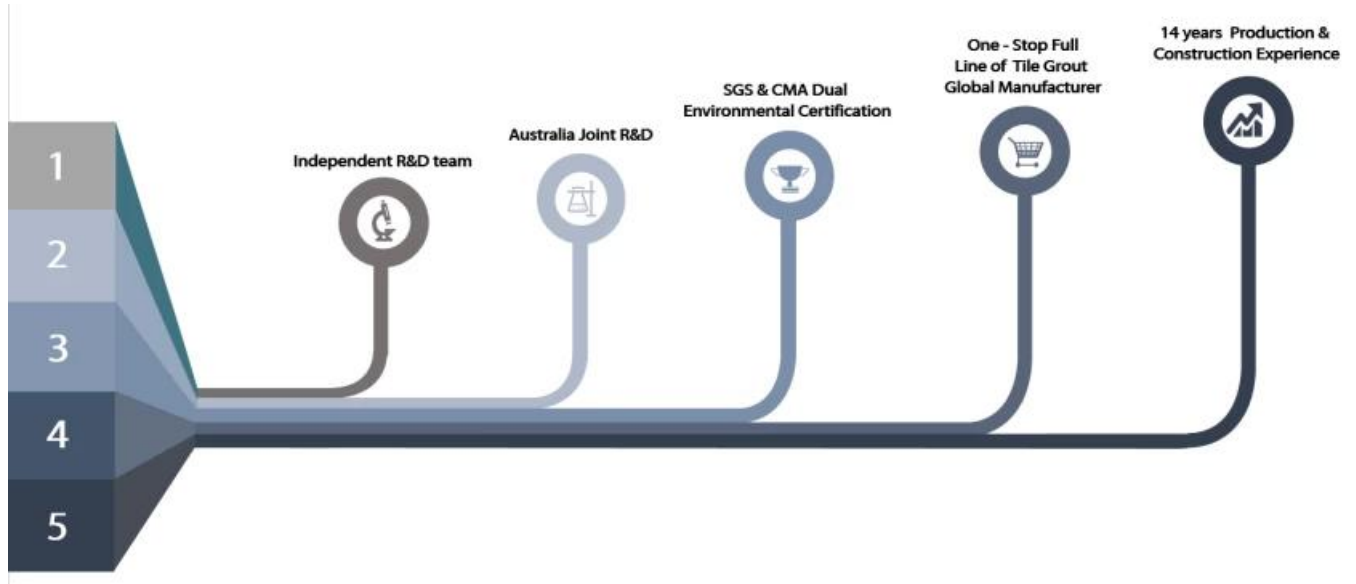 1
2
3
4
5
Independent R&D team
Australia Joint R&D
SGS & CMA Dual
Environmental Certification
One - Stop Full
Line of Tile Grout
Global Manufacturer
14 years Production &
Construction Experience